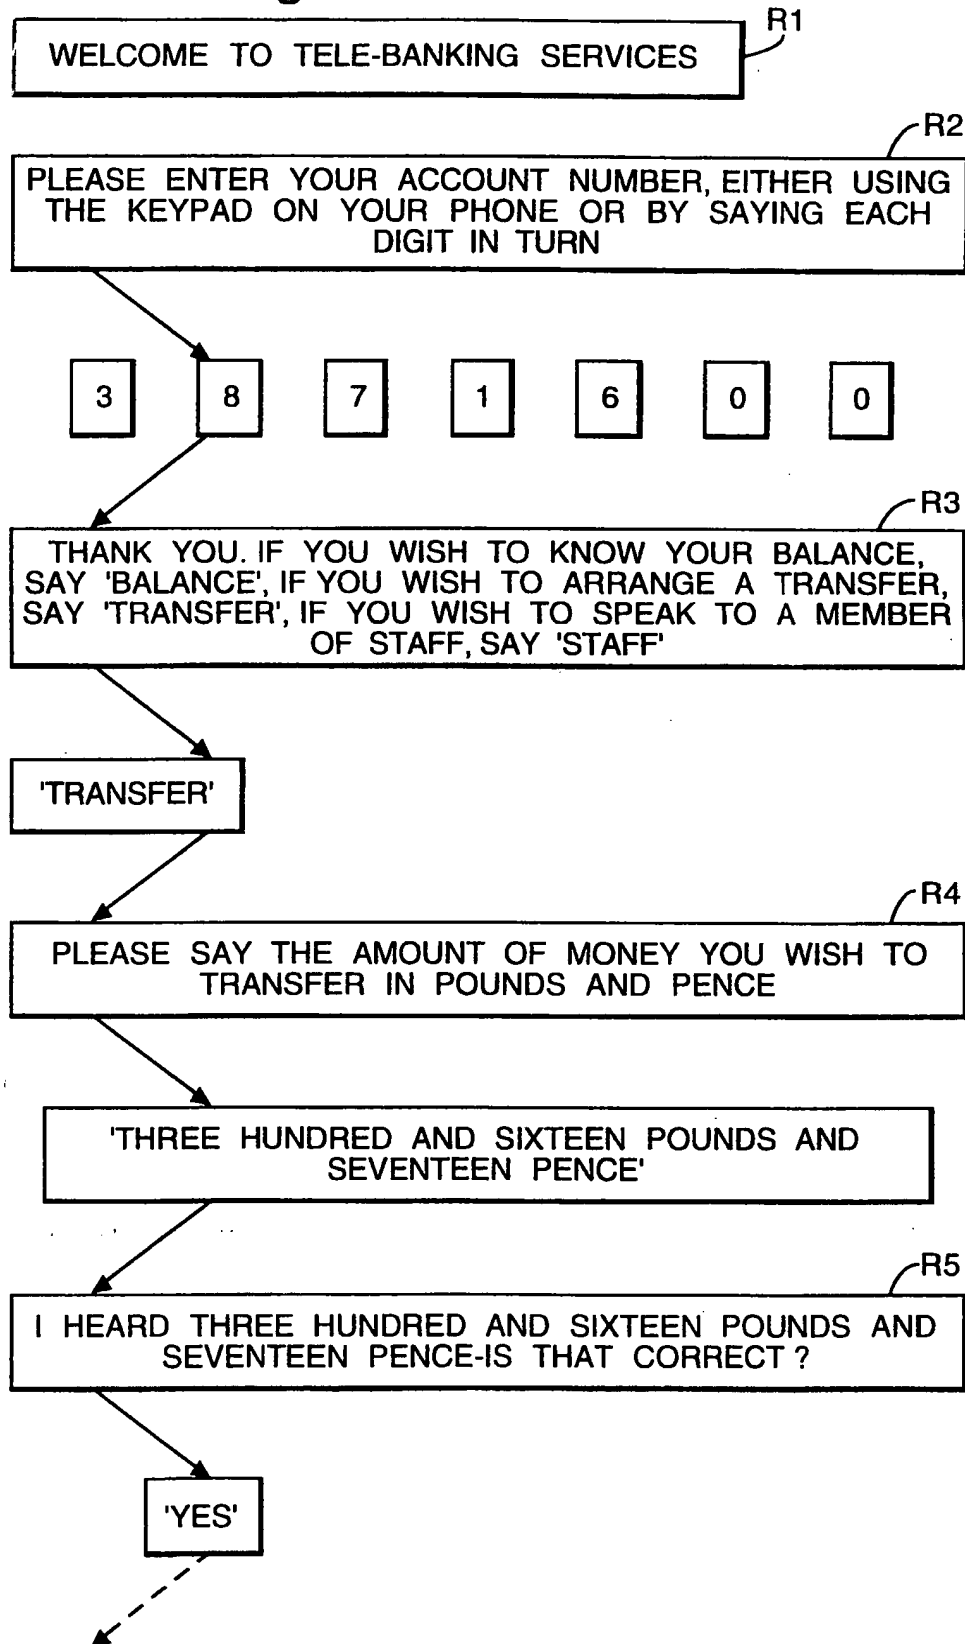 R1
WELCOME TO TELE-BANKING SERVICES
R2
PLEASE ENTER YOUR ACCOUNT NUMBER, EITHER USING
THE KEYPAD ON YOUR PHONE OR BY SAYING EACH
DIGIT IN TURN
3 8 7 1 6 0 0
R3
THANK YOU. IF YOU WISH TO KNOW YOUR BALANCE,
SAY 'BALANCE', IF YOU WISH TO ARRANGE A TRANSFER,
SAY 'TRANSFER', IF YOU WISH TO SPEAK TO A MEMBER
OF STAFF, SAY 'STAFF'
'TRANSFER'
R4
PLEASE SAY THE AMOUNT OF MONEY YOU WISH TO
TRANSFER IN POUNDS AND PENCE
'THREE HUNDRED AND SIXTEEN POUNDS AND
SEVENTEEN PENCE'
R5
I HEARD THREE HUNDRED AND SIXTEEN POUNDS AND
SEVENTEEN PENCE-IS THAT CORRECT ?
'YES'